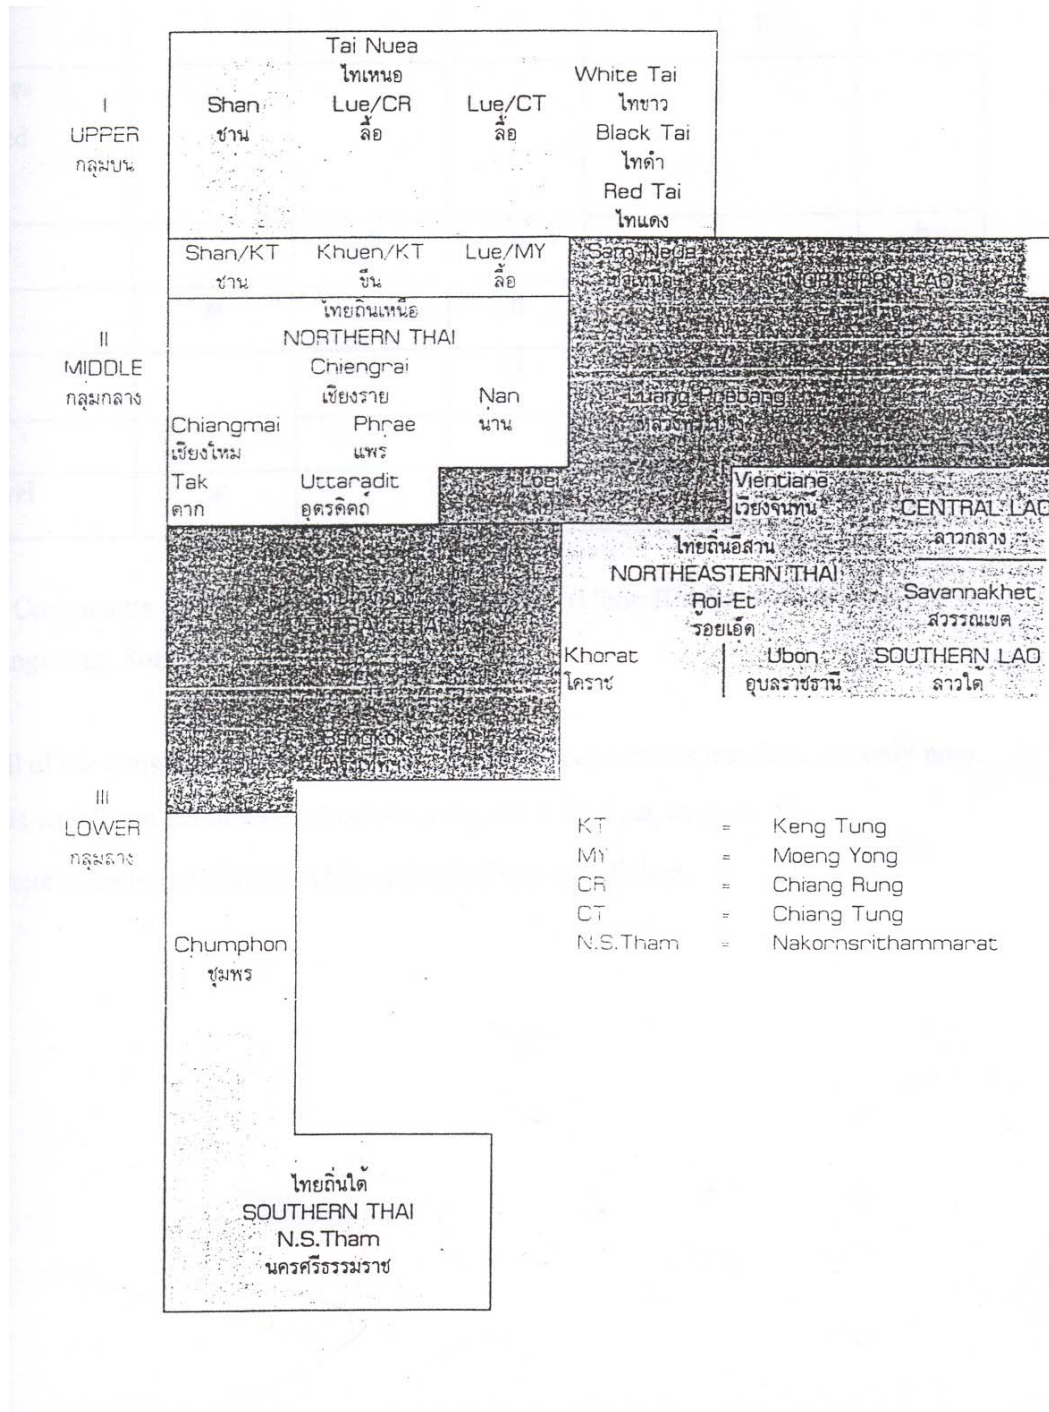 Tai Nuea
ไทเหนอ
White Tai
ไทขาว
I
UPPER
กลุมบน
Shan
ชาน
Lue/CR
ลื้อ
Lue/CT
ลื้อ
Black Tai
ไทดำ
Red Tai
ไทแดง
Shan/KT
ชาน
Khuen/KT
ขึน
Lue/MY
ลื้อ
Sam Neua
NORTHERN LAO
II
MIDDLE
กลุมกลาง
ไทยถินเหนือ
NORTHERN THAI
Chiengrai
เชียงราย
Nan
นาน
Chiangmai
เชียงใหม
Phrae
แพร
Luang Prabang
Tak
ตาก
Uttaradit
อุตรดิตถ์
Loei
เลย
Vientiane
เวียงจันทน์
CENTRAL LAO
ลาวกลาง
ไทยถิ่นอีสาน
NORTHEASTERN THAI
Roi-Et
รอยเอ็ด
Savannakhet
สวรรณเขต
CENTRAL THAI
Khorat
โคราช
Ubon
อุบลราชธานี
SOUTHERN LAO
ลาวใต้
Bangkok
III
LOWER
กลุมลาง
KT = Keng Tung
MY = Moeng Yong
CR = Chiang Rung
CT = Chiang Tung
N.S.Tham = Nakornsrithammarat
Chumphon
ชุมพร
ไทยถิ่นใต้
SOUTHERN THAI
N.S.Tham
นครศรีธรรมราช